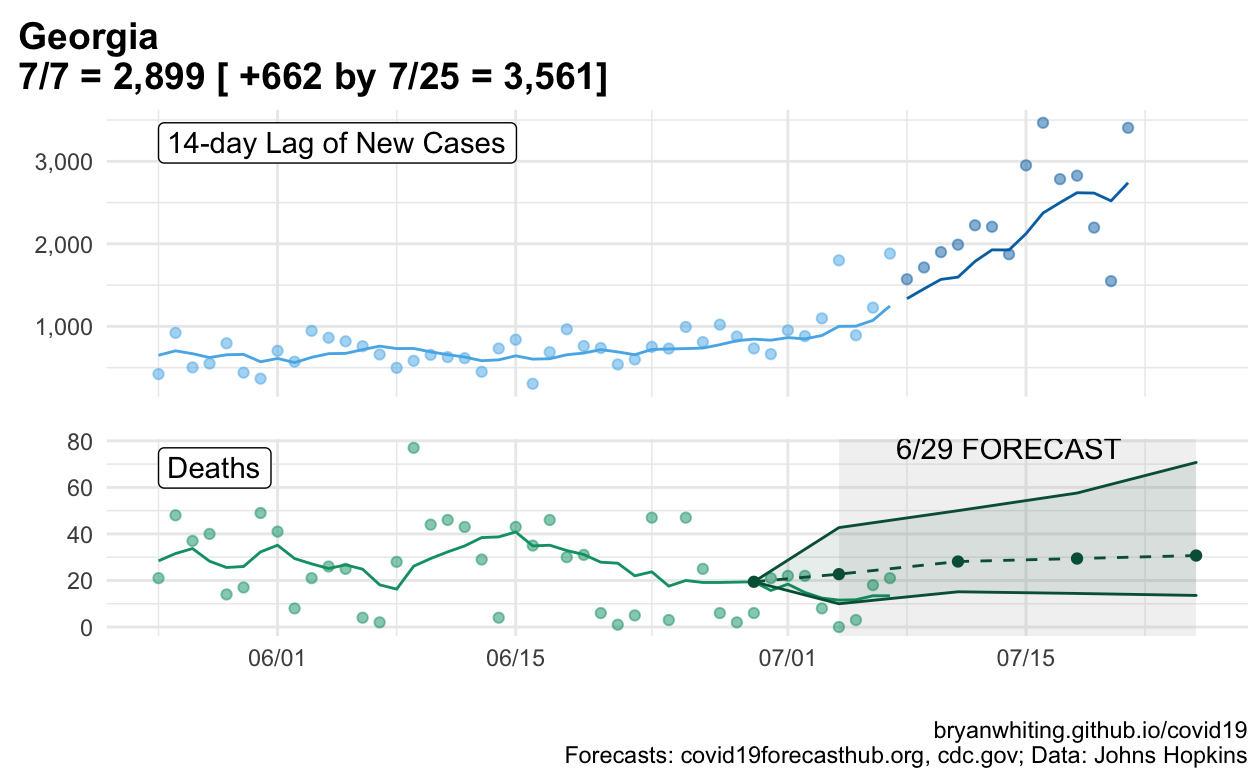 Georgia
7/7 = 2,899 [ +662 by 7/25 = 3,561]
14-day Lag of New Cases
3,000
2,000
1,000
Deaths
6/29 FORECAST
80
60
40
20
0
06/01
06/15
07/01
07/15
bryanwhiting.github.io/covid19
Forecasts: covid19forecasthub.org, cdc.gov; Data: Johns Hopkins